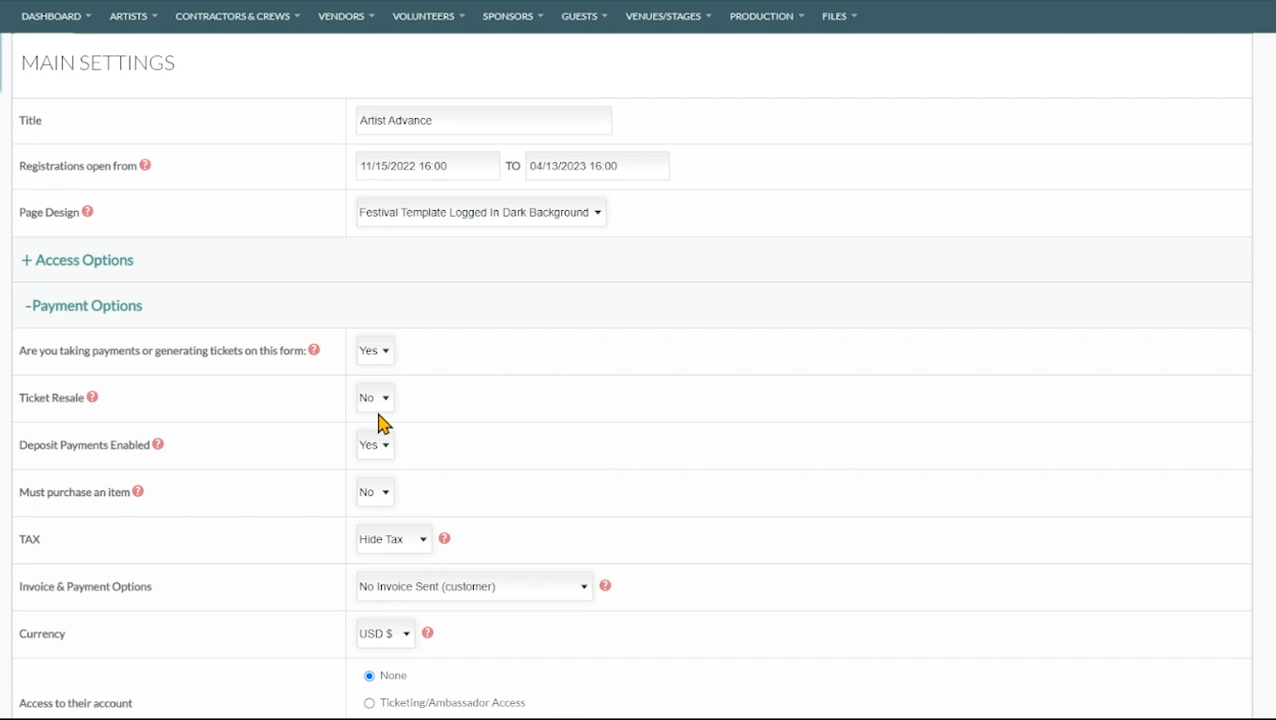 DASHBOARD ARTISTS CONTRACTORS & CREWS VENDORS VOLUNTEERS SPONSORS GUESTS VENUES/STAGES PRODUCTION FILES
MAIN SETTINGS
Title Artist Advance
Registrations open from ? 11/15/2022 16:00 TO 04/13/2023 16:00
Page Design ? Festival Template Logged In Dark Background
+ Access Options
-Payment Options
Are you taking payments or generating tickets on this form: ? Yes
Ticket Resale ? No
Deposit Payments Enabled ? Yes
Must purchase an item ? No
TAX Hide Tax ?
Invoice & Payment Options No Invoice Sent (customer) ?
Currency USD $ ?
None
Access to their account Ticketing/Ambassador Access